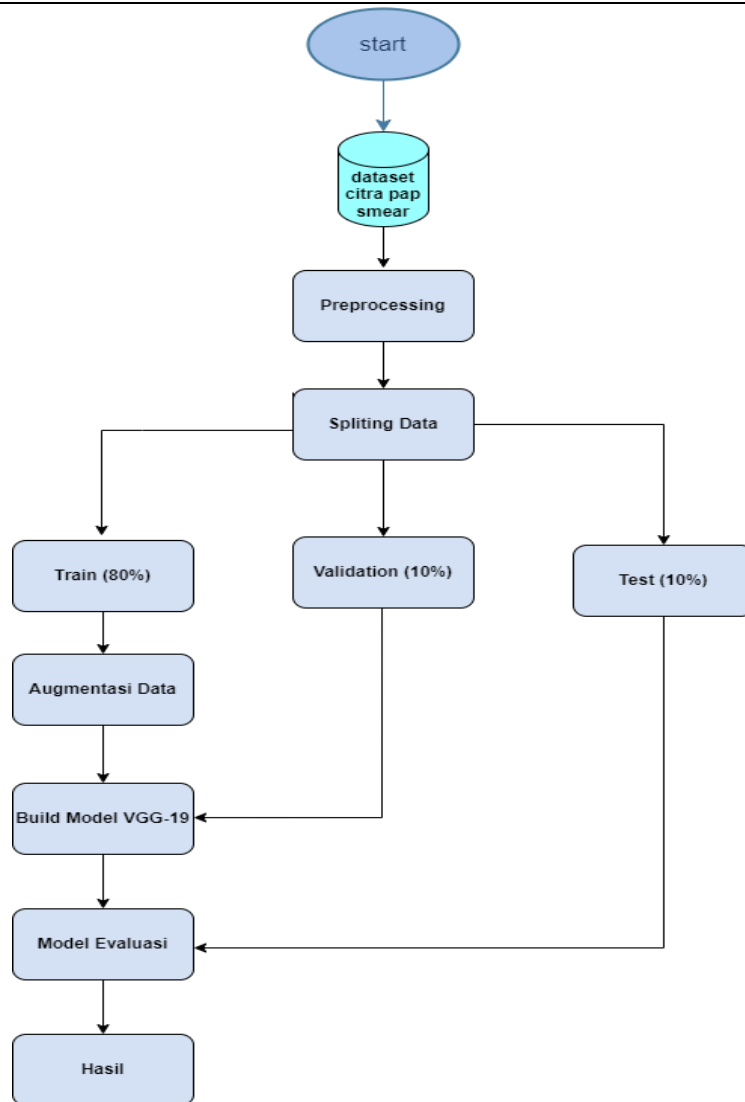 start
dataset
citra pap
smear
Preprocessing
Spliting Data
Train (80%)
Validation (10%)
Test (10%)
Augmentasi Data
Build Model VGG-19
Model Evaluasi
Hasil